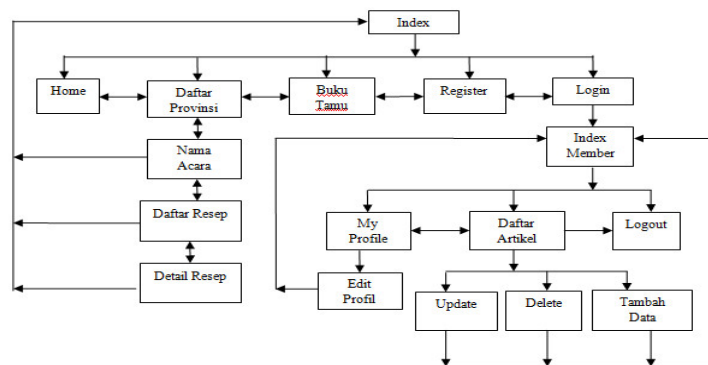 Index
Home
Daftar
Provinsi
Buku
Tamu
Register
Login
Nama
Acara
Index
Member
Daftar Resep
My
Profile
Daftar
Artikel
Logout
Detail Resep
Edit
Profil
Update
Delete
Tambah
Data